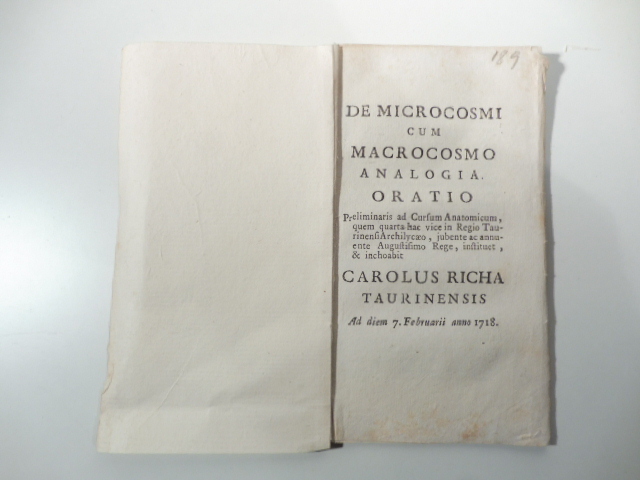 189
DE MICROCOSMI
CUM
MACROCOSMO
ANALOGIA.
ORATIO
Preliminaris ad Cursum Anatomicum,
quem quarta hac vice in Regio Tau-
rinensi Archilycæo, jubente ac annu-
ente Augustissimo Rege, instituet,
& inchoabit
CAROLUS RICHA
TAURINENSIS
Ad diem 7. Februarii anno 1718.